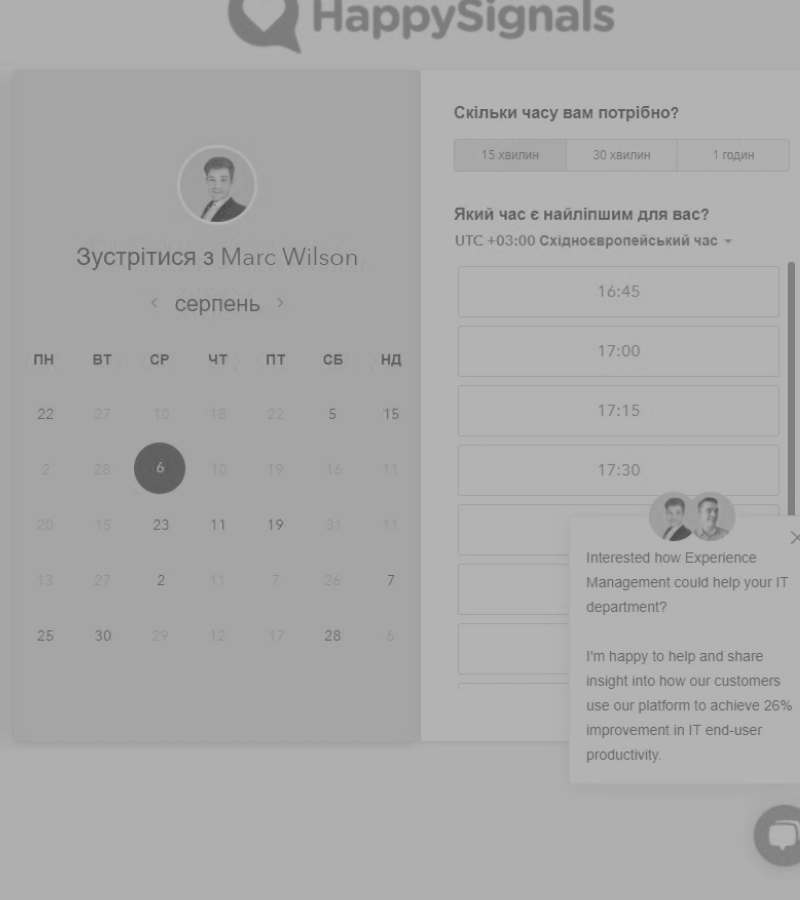 HappySignals
Зустрітися з Marc Wilson
серпень
ПН ВТ СР ЧТ ПТ СБ НД
22 27 10 18 22 5 15
2 28 6 10 19 16 11
20 15 23 11 19 31 11
13 27 2 11 7 26 7
25 30 29 12 17 28 6
Скільки часу вам потрібно?
15 хвилин 30 хвилин 1 годин
Який час є найліпшим для вас?
UTC +03:00 Східноєвропейський час
16:45
17:00
17:15
17:30
Interested how Experience
Management could help your IT
department?
I'm happy to help and share
insight into how our customers
use our platform to achieve 26%
improvement in IT end-user
productivity.